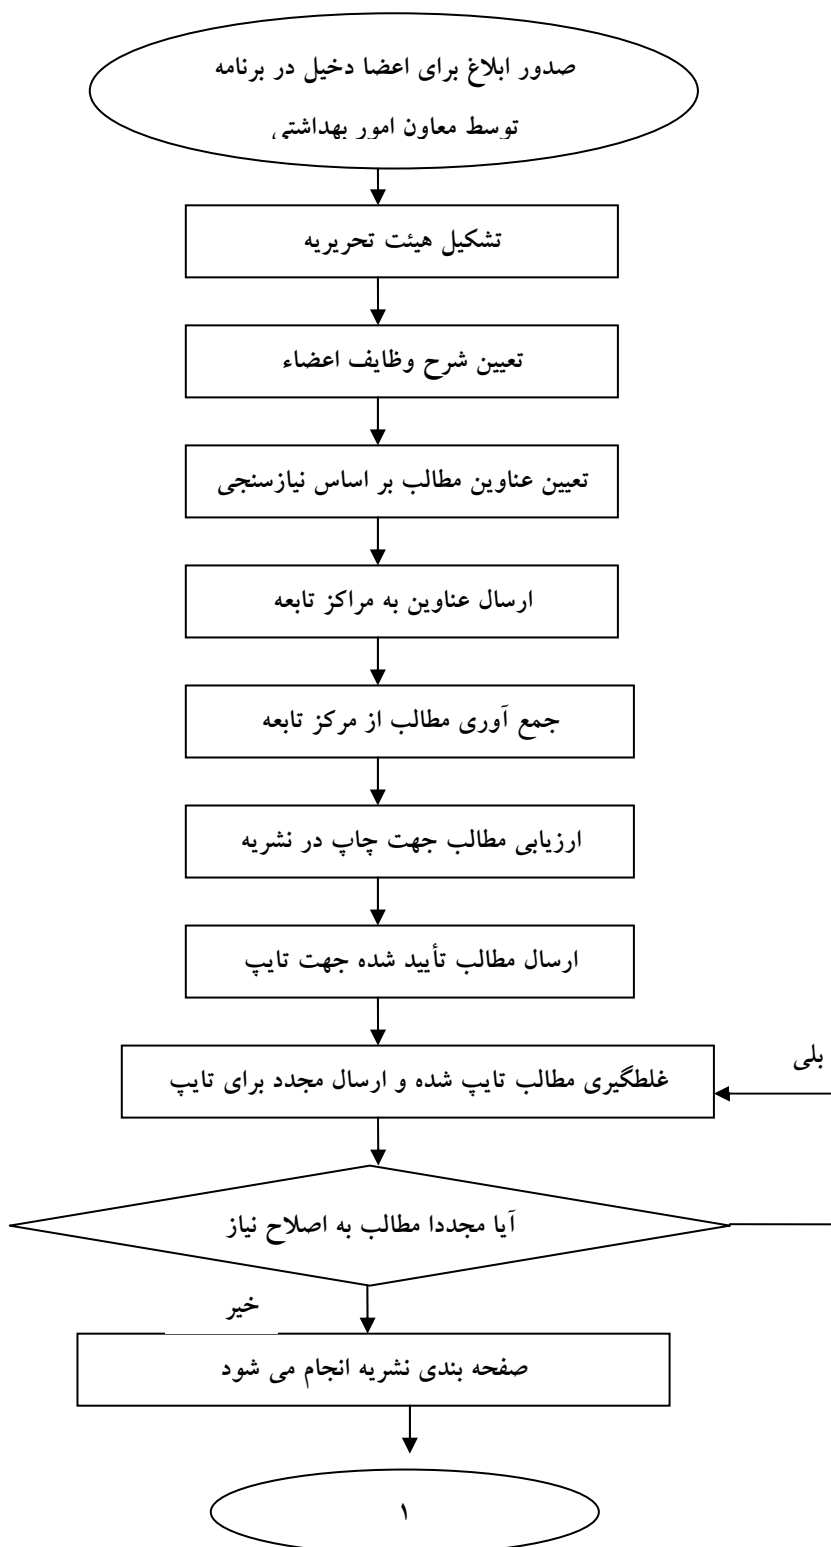 صدور ابلاغ برای اعضا دخیل در برنامه
توسط معاون امور بهداشتی
تشکیل هیئت تحریریه
تعیین شرح وظایف اعضاء
تعیین عناوین مطالب بر اساس نیازسنجی
ارسال عناوین به مراکز تابعه
جمع آوری مطالب از مرکز تابعه
ارزیابی مطالب جهت چاپ در نشریه
ارسال مطالب تأیید شده جهت تایپ
بلی
غلطگیری مطالب تایپ شده و ارسال مجدد برای تایپ
آیا مجددا مطالب به اصلاح نیاز
خیر
صفحه بندی نشریه انجام می شود
۱